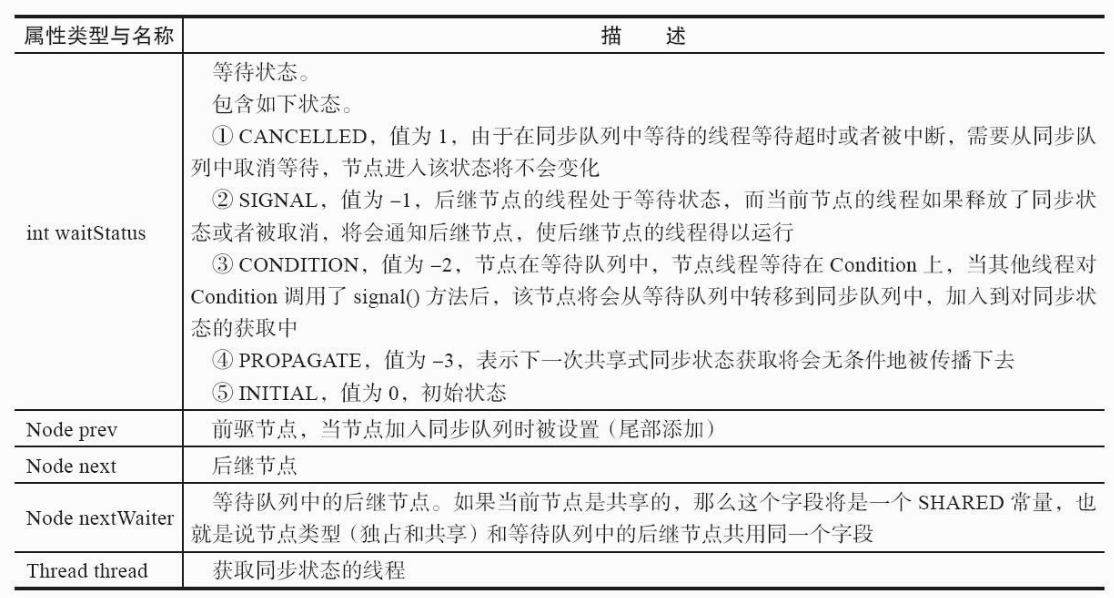 属性类型与名称 描 述
int waitStatus
等待状态。
包含如下状态。
① CANCELLED，值为 1，由于在同步队列中等待的线程等待超时或者被中断，需要从同步队
列中取消等待，节点进入该状态将不会变化
② SIGNAL，值为 –1，后继节点的线程处于等待状态，而当前节点的线程如果释放了同步状
态或者被取消，将会通知后继节点，使后继节点的线程得以运行
③ CONDITION，值为 –2，节点在等待队列中，节点线程等待在 Condition 上，当其他线程对
Condition 调用了 signal() 方法后，该节点将会从等待队列中转移到同步队列中，加入到对同步状
态的获取中
④ PROPAGATE，值为 –3，表示下一次共享式同步状态获取将会无条件地被传播下去
⑤ INITIAL，值为 0，初始状态
Node prev 前驱节点，当节点加入同步队列时被设置（尾部添加）
Node next 后继节点
Node nextWaiter
等待队列中的后继节点。如果当前节点是共享的，那么这个字段将是一个 SHARED 常量，也
就是说节点类型（独占和共享）和等待队列中的后继节点共用同一个字段
Thread thread 获取同步状态的线程